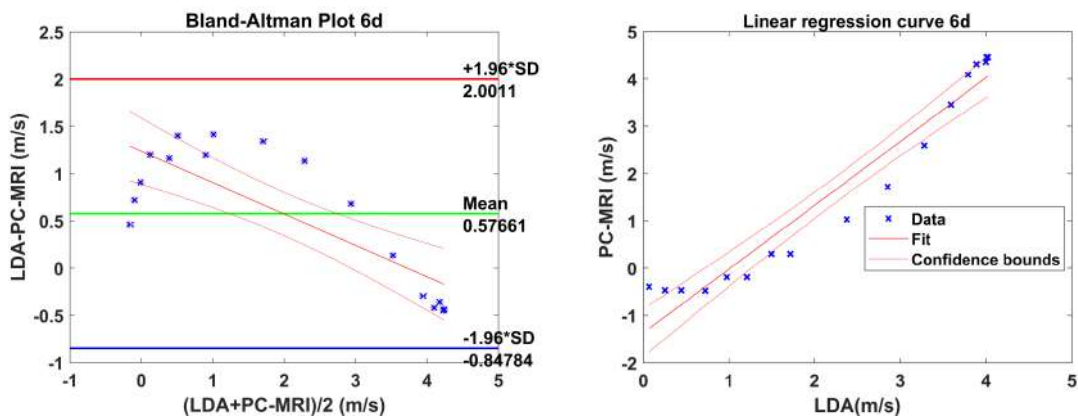 Bland-Altman Plot 6d
2.5
2
1.5
1
0.5
0
-0.5
-1
LDA-PC-MRI (m/s)
+1.96*SD
2.0011
Mean
0.57661
-1.96*SD
-0.84784
-1 0 1 2 3 4 5
(LDA+PC-MRI)/2 (m/s)
Linear regression curve 6d
5
4
3
2
1
0
-1
-2
PC-MRI (m/s)
Data
Fit
Confidence bounds
0 1 2 3 4 5
LDA(m/s)